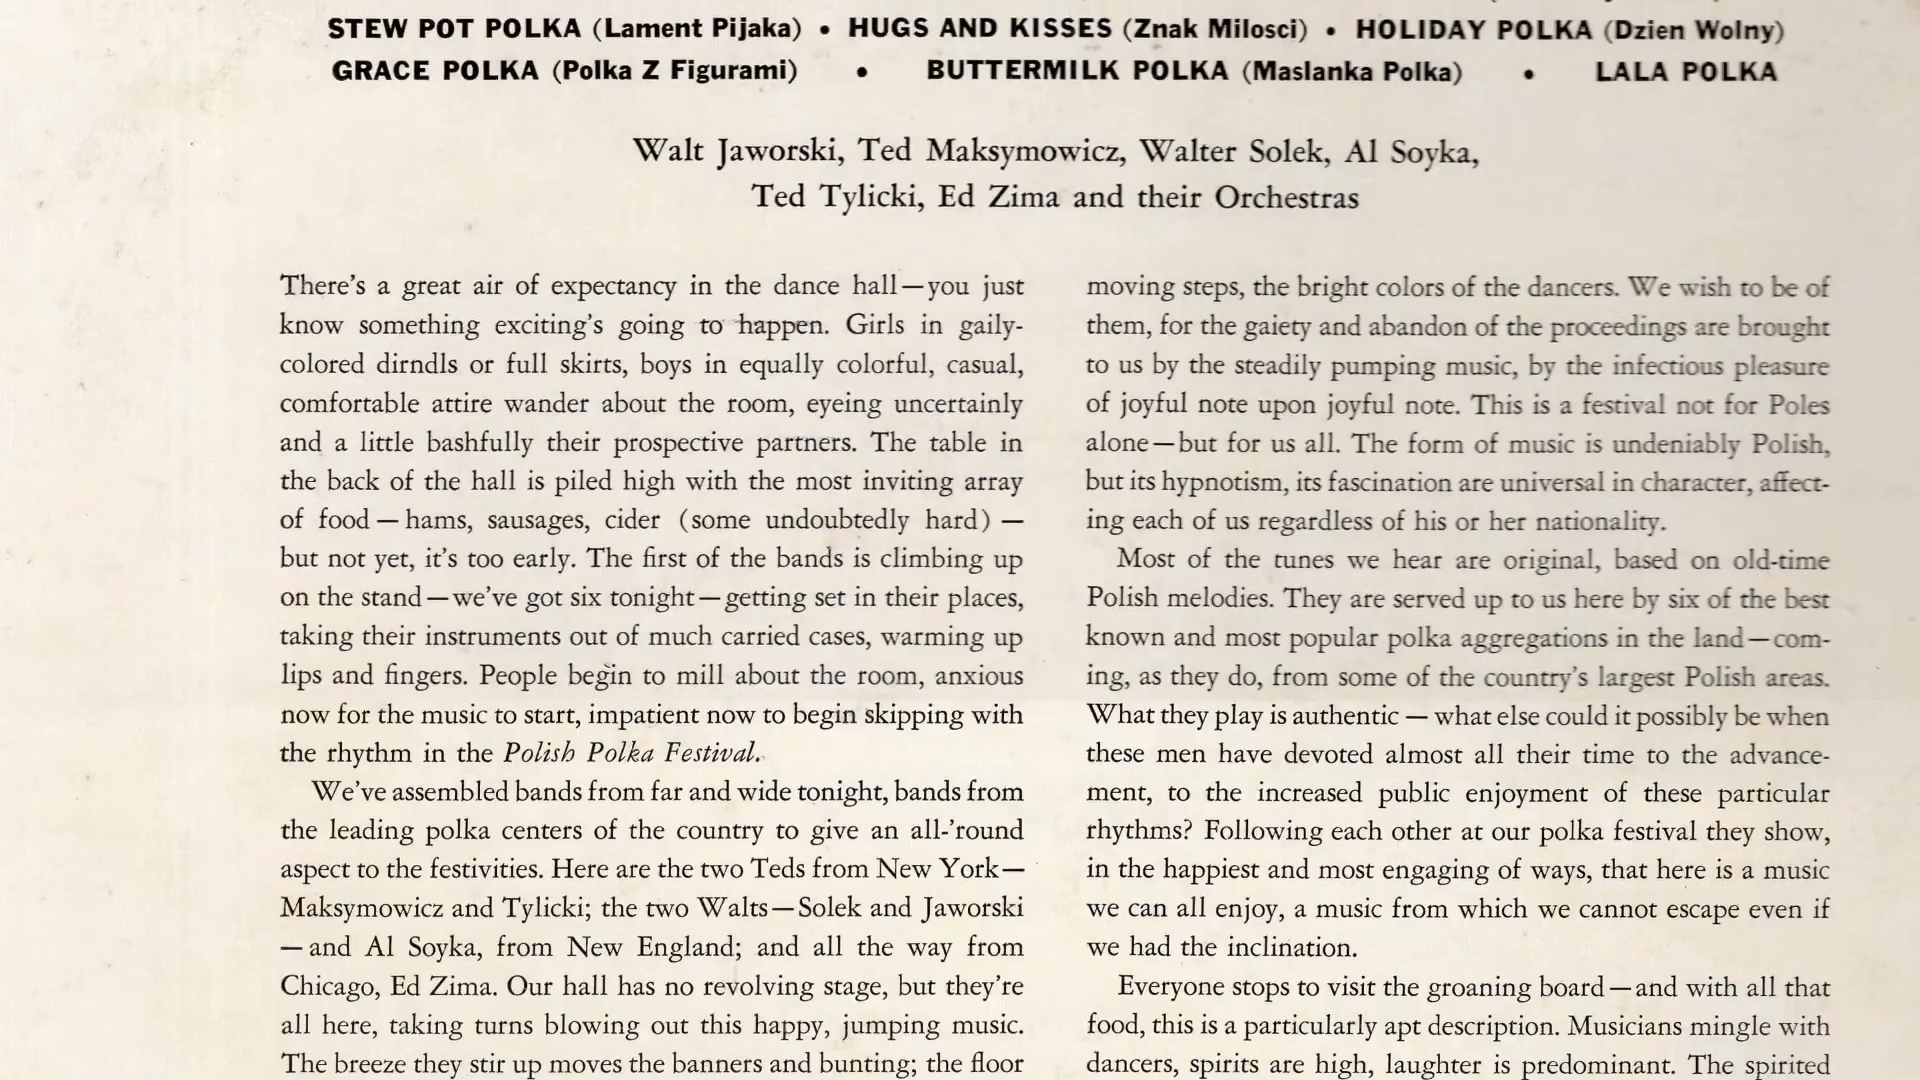 STEW POT POLKA (Lament Pijaka) • HUGS AND KISSES (Znak Milosci) • HOLIDAY POLKA (Dzien Wolny)
GRACE POLKA (Polka Z Figurami) • BUTTERMILK POLKA (Maslanka Polka) • LALA POLKA
Walt Jaworski, Ted Maksymowicz, Walter Solek, Al Soyka,
Ted Tylicki, Ed Zima and their Orchestras
There's a great air of expectancy in the dance hall—you just
know something exciting's going to happen. Girls in gaily-
colored dirndls or full skirts, boys in equally colorful, casual,
comfortable attire wander about the room, eyeing uncertainly
and a little bashfully their prospective partners. The table in
the back of the hall is piled high with the most inviting array
of food — hams, sausages, cider (some undoubtedly hard) —
but not yet, it's too early. The first of the bands is climbing up
on the stand—we've got six tonight—getting set in their places,
taking their instruments out of much carried cases, warming up
lips and fingers. People begin to mill about the room, anxious
now for the music to start, impatient now to begin skipping with
the rhythm in the Polish Polka Festival.
We've assembled bands from far and wide tonight, bands from
the leading polka centers of the country to give an all-'round
aspect to the festivities. Here are the two Teds from New York—
Maksymowicz and Tylicki; the two Walts—Solek and Jaworski
—and Al Soyka, from New England; and all the way from
Chicago, Ed Zima. Our hall has no revolving stage, but they're
all here, taking turns blowing out this happy, jumping music.
The breeze they stir up moves the banners and bunting; the floor
moving steps, the bright colors of the dancers. We wish to be of
them, for the gaiety and abandon of the proceedings are brought
to us by the steadily pumping music, by the infectious pleasure
of joyful note upon joyful note. This is a festival not for Poles
alone—but for us all. The form of music is undeniably Polish,
but its hypnotism, its fascination are universal in character, affect-
ing each of us regardless of his or her nationality.
Most of the tunes we hear are original, based on old-time
Polish melodies. They are served up to us here by six of the best
known and most popular polka aggregations in the land—com-
ing, as they do, from some of the country's largest Polish areas.
What they play is authentic — what else could it possibly be when
these men have devoted almost all their time to the advance-
ment, to the increased public enjoyment of these particular
rhythms? Following each other at our polka festival they show,
in the happiest and most engaging of ways, that here is a music
we can all enjoy, a music from which we cannot escape even if
we had the inclination.
Everyone stops to visit the groaning board—and with all that
food, this is a particularly apt description. Musicians mingle with
dancers, spirits are high, laughter is predominant. The spirited